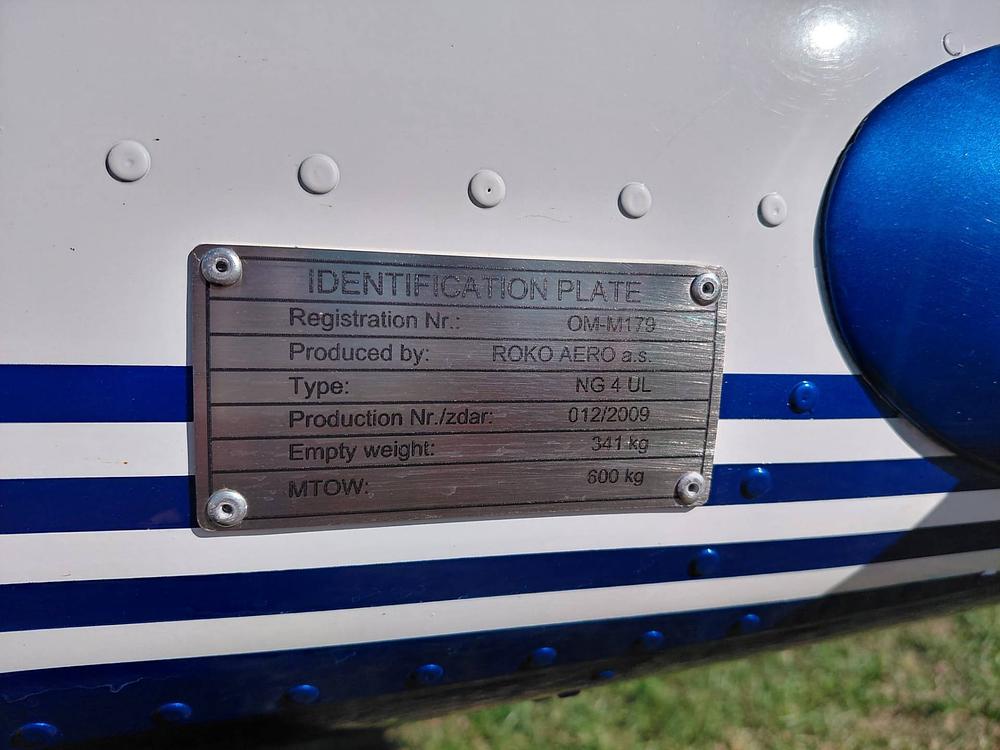 IDENTIFICATION PLATE
Registration Nr.: OM-M179
Produced by: ROKO AERO a.s.
Type: NG 4 UL
Production Nr./zdar: 012/2009
Empty weight: 341 kg
MTOW: 600 kg